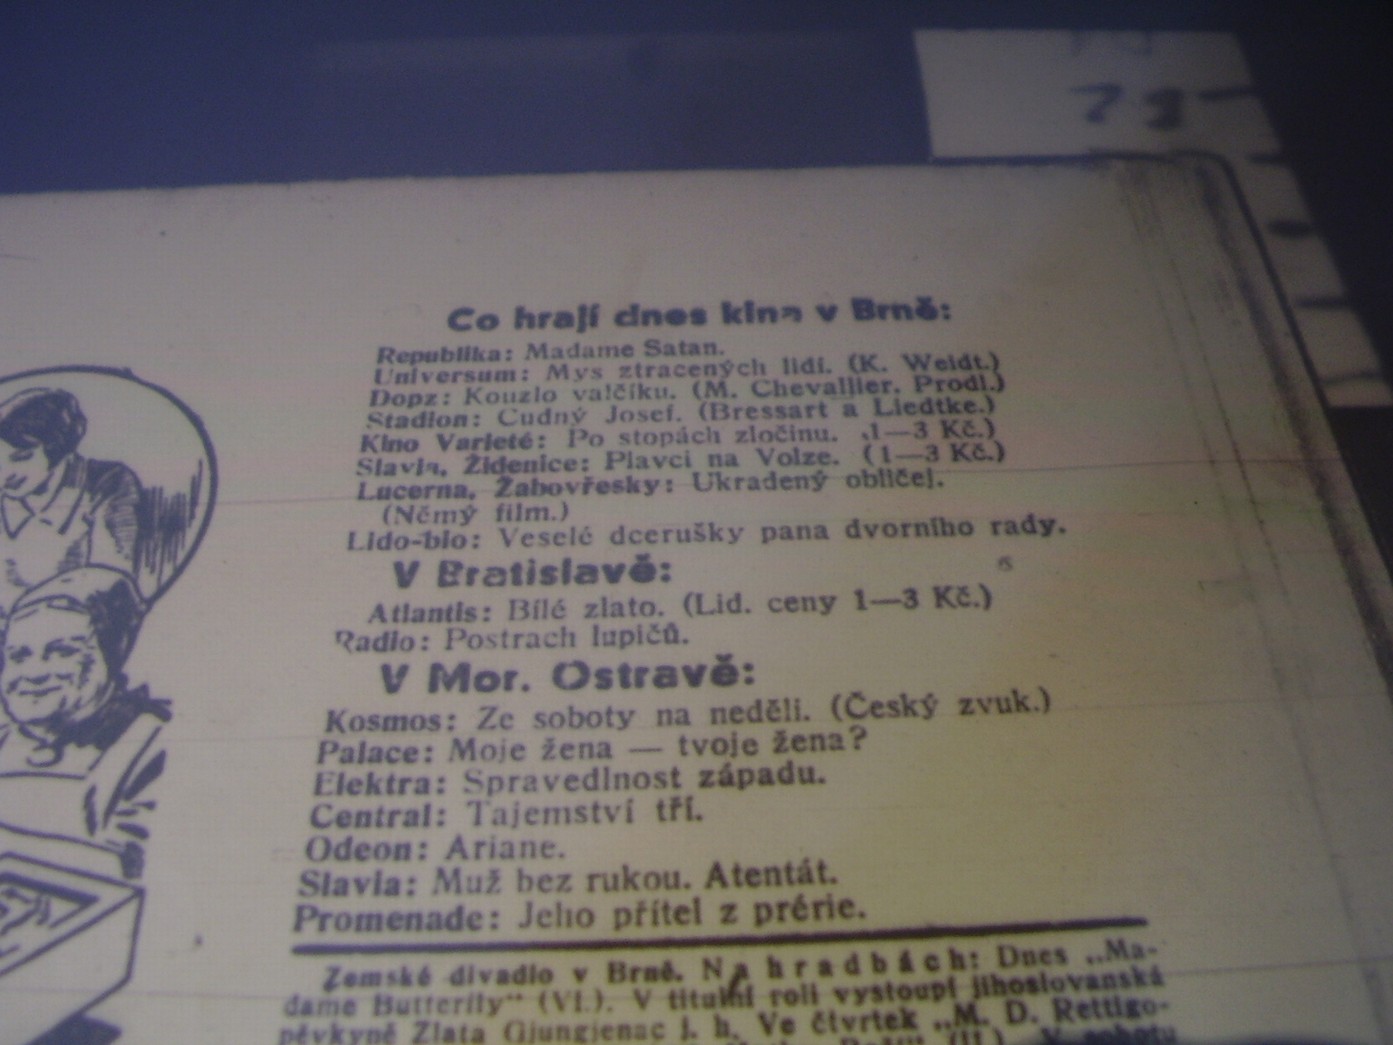 72
Co hrají dnes kina v Brně:
Republika: Madame Satan.
Universum: Mys ztracených lidí. (K. Weidt.)
Dopz: Kouzlo valčíku. (M. Chevallier, Prodl.)
Stadion: Cudný Josef. (Bressart a Liedtke.)
Kino Varieté: Po stopách zločinu. (1—3 Kč.)
Slavia, Židenice: Plavci na Volze. (1—3 Kč.)
Lucerna, Žabovřesky: Ukradený obličej.
(Němý film.)
Lido-bio: Veselé dcerušky pana dvorního rady.
V Bratislavě:
Atlantis: Bílé zlato. (Lid. ceny 1—3 Kč.)
Radio: Postrach lupičů.
V Mor. Ostravě:
Kosmos: Ze soboty na neděli. (Český zvuk.)
Palace: Moje žena — tvoje žena?
Elektra: Spravedlnost západu.
Central: Tajemství tří.
Odeon: Ariane.
Slavia: Muž bez rukou. Atentát.
Promenade: Jeho přítel z prérie.
Zemské divadlo v Brně. Na hradbách: Dnes „Ma-
dame Butterfly" (VI.). V titulní roli vystoupí jihoslovanská
pěvkyně Zlata Gjungjenac j. h. Ve čtvrtek „M. D. Rettigo-
(II.). V sobotu